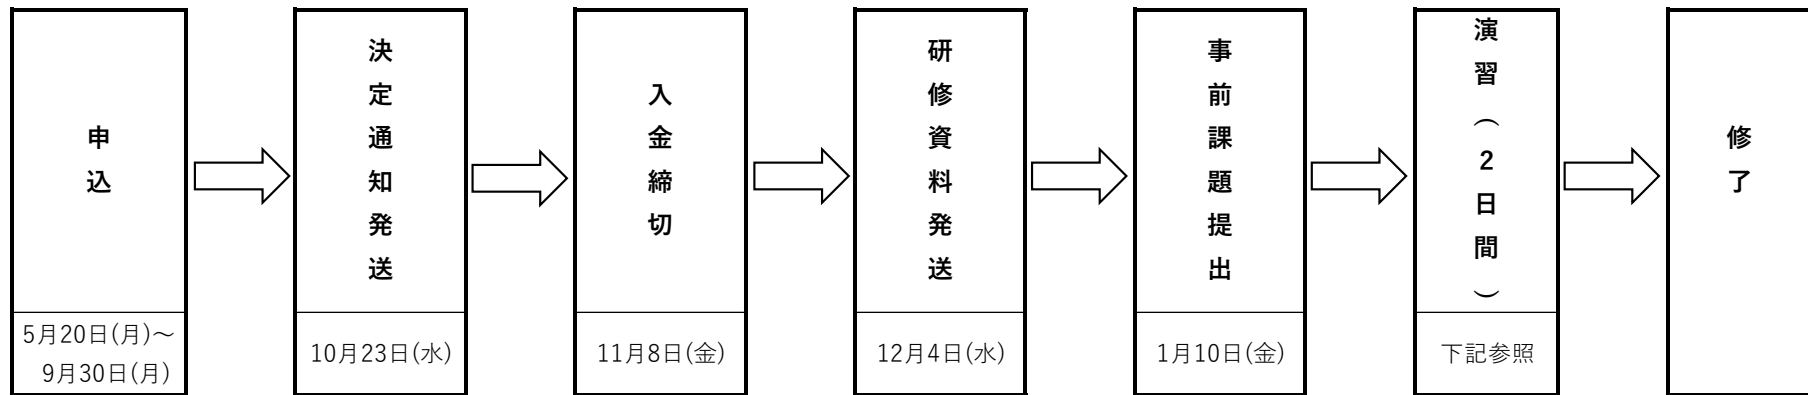 申込
5月20日(月)～
9月30日(月)
決定通知発送
10月23日(水)
入金締切
11月8日(金)
研修資料発送
12月4日(水)
事前課題提出
1月10日(金)
演習（2日間）
下記参照
修了